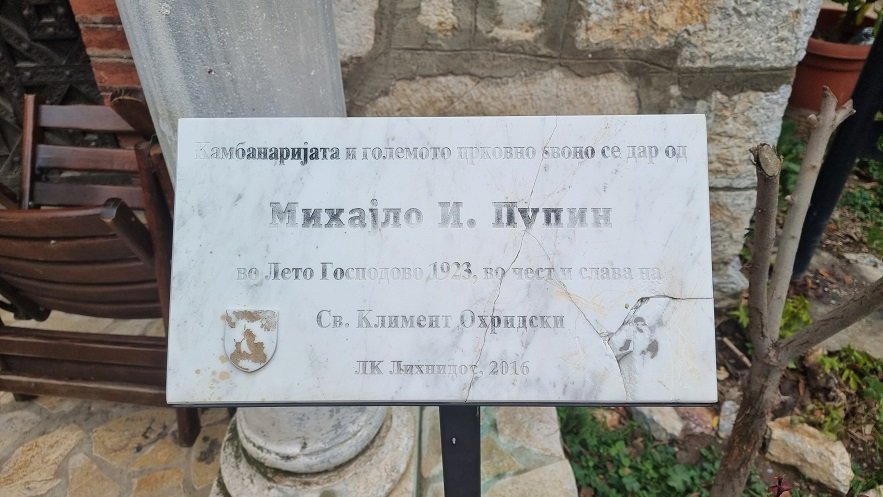 Камбанаријата и големото црковно ѕвоно се дар од
Михајло И. Пупин
во Лето Господово 1923, во чест и слава на
Св. Климент Охридски
ЛК Лихнидос, 2016